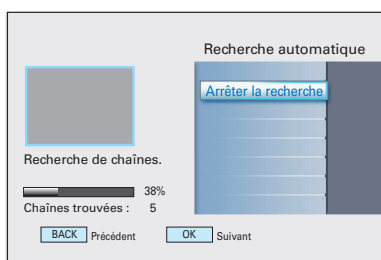 Recherche automatique
Arrêter la recherche
Recherche de chaînes.
38%
Chaînes trouvées : 5
BACK Précédent OK Suivant